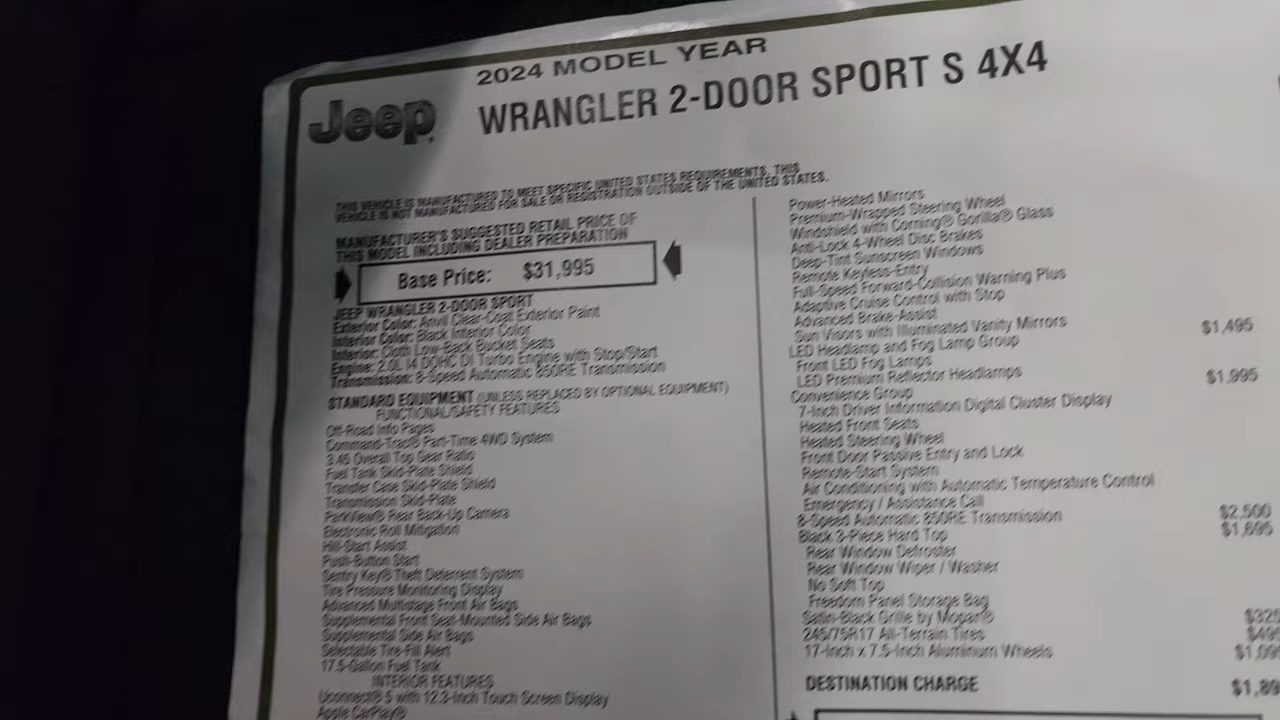 2024 MODEL YEAR
Jeep
WRANGLER 2-DOOR SPORT S 4X4
THIS VEHICLE IS MANUFACTURED TO MEET SPECIFIC UNITED STATES REQUIREMENTS. THIS
VEHICLE IS NOT MANUFACTURED FOR SALE OR REGISTRATION OUTSIDE OF THE UNITED STATES.
MANUFACTURER'S SUGGESTED RETAIL PRICE OF
THIS MODEL INCLUDING DEALER PREPARATION
Base Price: $31,995
JEEP WRANGLER 2-DOOR SPORT
Exterior Color: Anvil Clear-Coat Exterior Paint
Interior Color: Black Interior Color
Interior: Cloth Low-Back Bucket Seats
Engine: 2.0L I4 DOHC DI Turbo Engine with Stop/Start
Transmission: 8-Speed Automatic 850RE Transmission
STANDARD EQUIPMENT (UNLESS REPLACED BY OPTIONAL EQUIPMENT)
FUNCTIONAL/SAFETY FEATURES
Off-Road Info Pages
Command-Trac® Part-Time 4WD System
3.45 Overall Top Gear Ratio
Fuel Tank Skid-Plate Shield
Transfer Case Skid-Plate Shield
Transmission Skid-Plate
ParkView® Rear Back-Up Camera
Electronic Roll Mitigation
Hill-Start Assist
Push-Button Start
Sentry Key® Theft Deterrent System
Tire Pressure Monitoring Display
Advanced Multistage Front Air Bags
Supplemental Front Seat-Mounted Side Air Bags
Supplemental Side Air Bags
Selectable Tire-Fill Alert
17.5-Gallon Fuel Tank
INTERIOR FEATURES
Uconnect® 5 with 12.3-Inch Touch Screen Display
Apple CarPlay®
Power-Heated Mirrors
Premium-Wrapped Steering Wheel
Windshield with Corning® Gorilla® Glass
Anti-Lock 4-Wheel Disc Brakes
Deep-Tint Sunscreen Windows
Remote Keyless-Entry
Full-Speed Forward-Collision Warning Plus
Adaptive Cruise Control with Stop
Advanced Brake-Assist
Sun Visors with Illuminated Vanity Mirrors
LED Headlamp and Fog Lamp Group $1,495
Front LED Fog Lamps
LED Premium Reflector Headlamps
Convenience Group $1,995
7-Inch Driver Information Digital Cluster Display
Heated Front Seats
Heated Steering Wheel
Front Door Passive Entry and Lock
Remote-Start System
Air Conditioning with Automatic Temperature Control
Emergency / Assistance Call
8-Speed Automatic 850RE Transmission $2,500
Black 3-Piece Hard Top $1,695
Rear Window Defroster
Rear Window Wiper / Washer
No Soft Top
Freedom Panel Storage Bag
Satin-Black Grille by Mopar® $325
245/75R17 All-Terrain Tires
17-Inch x 7.5-Inch Aluminum Wheels
DESTINATION CHARGE